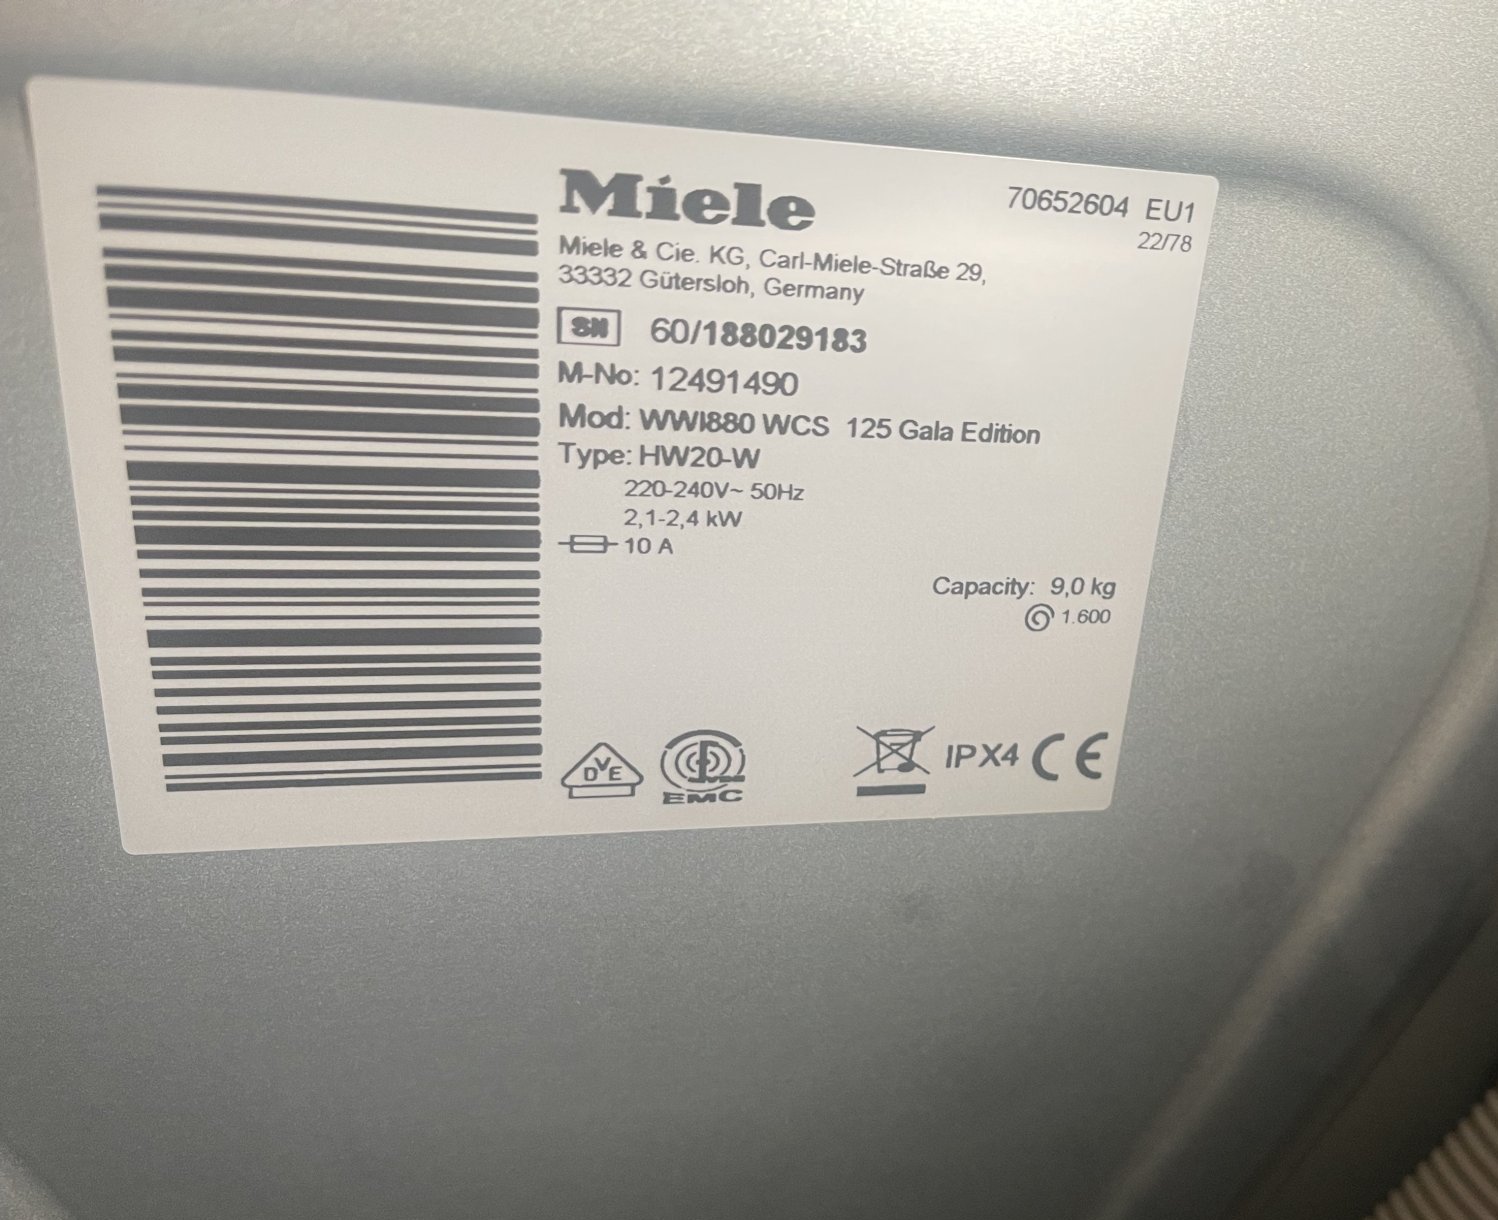 Miele
70652604 EU1
22/78
Miele & Cie. KG, Carl-Miele-Straße 29,
33332 Gütersloh, Germany
SN 60/188029183
M-No: 12491490
Mod: WWI880 WCS 125 Gala Edition
Type: HW20-W
220-240V~ 50Hz
2,1-2,4 kW
10 A
Capacity: 9,0 kg
1.600
DVE
EMC
IPX4 CE